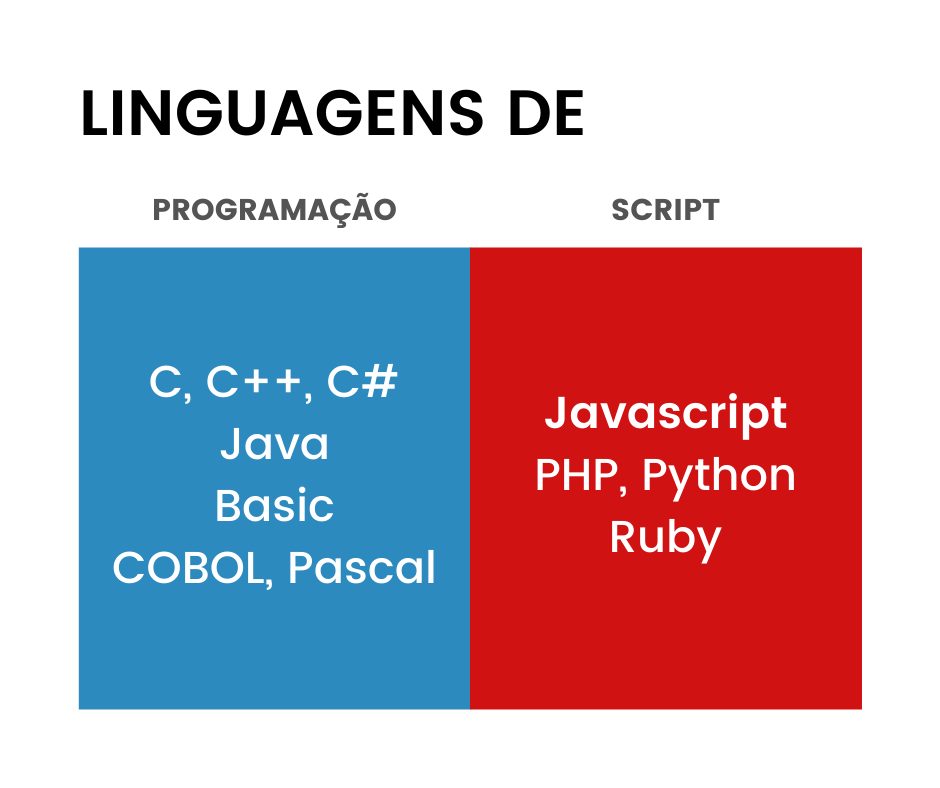 LINGUAGENS DE
PROGRAMAÇÃO
SCRIPT
C, C++, C#
Java
Basic
COBOL, Pascal
Javascript
PHP, Python
Ruby